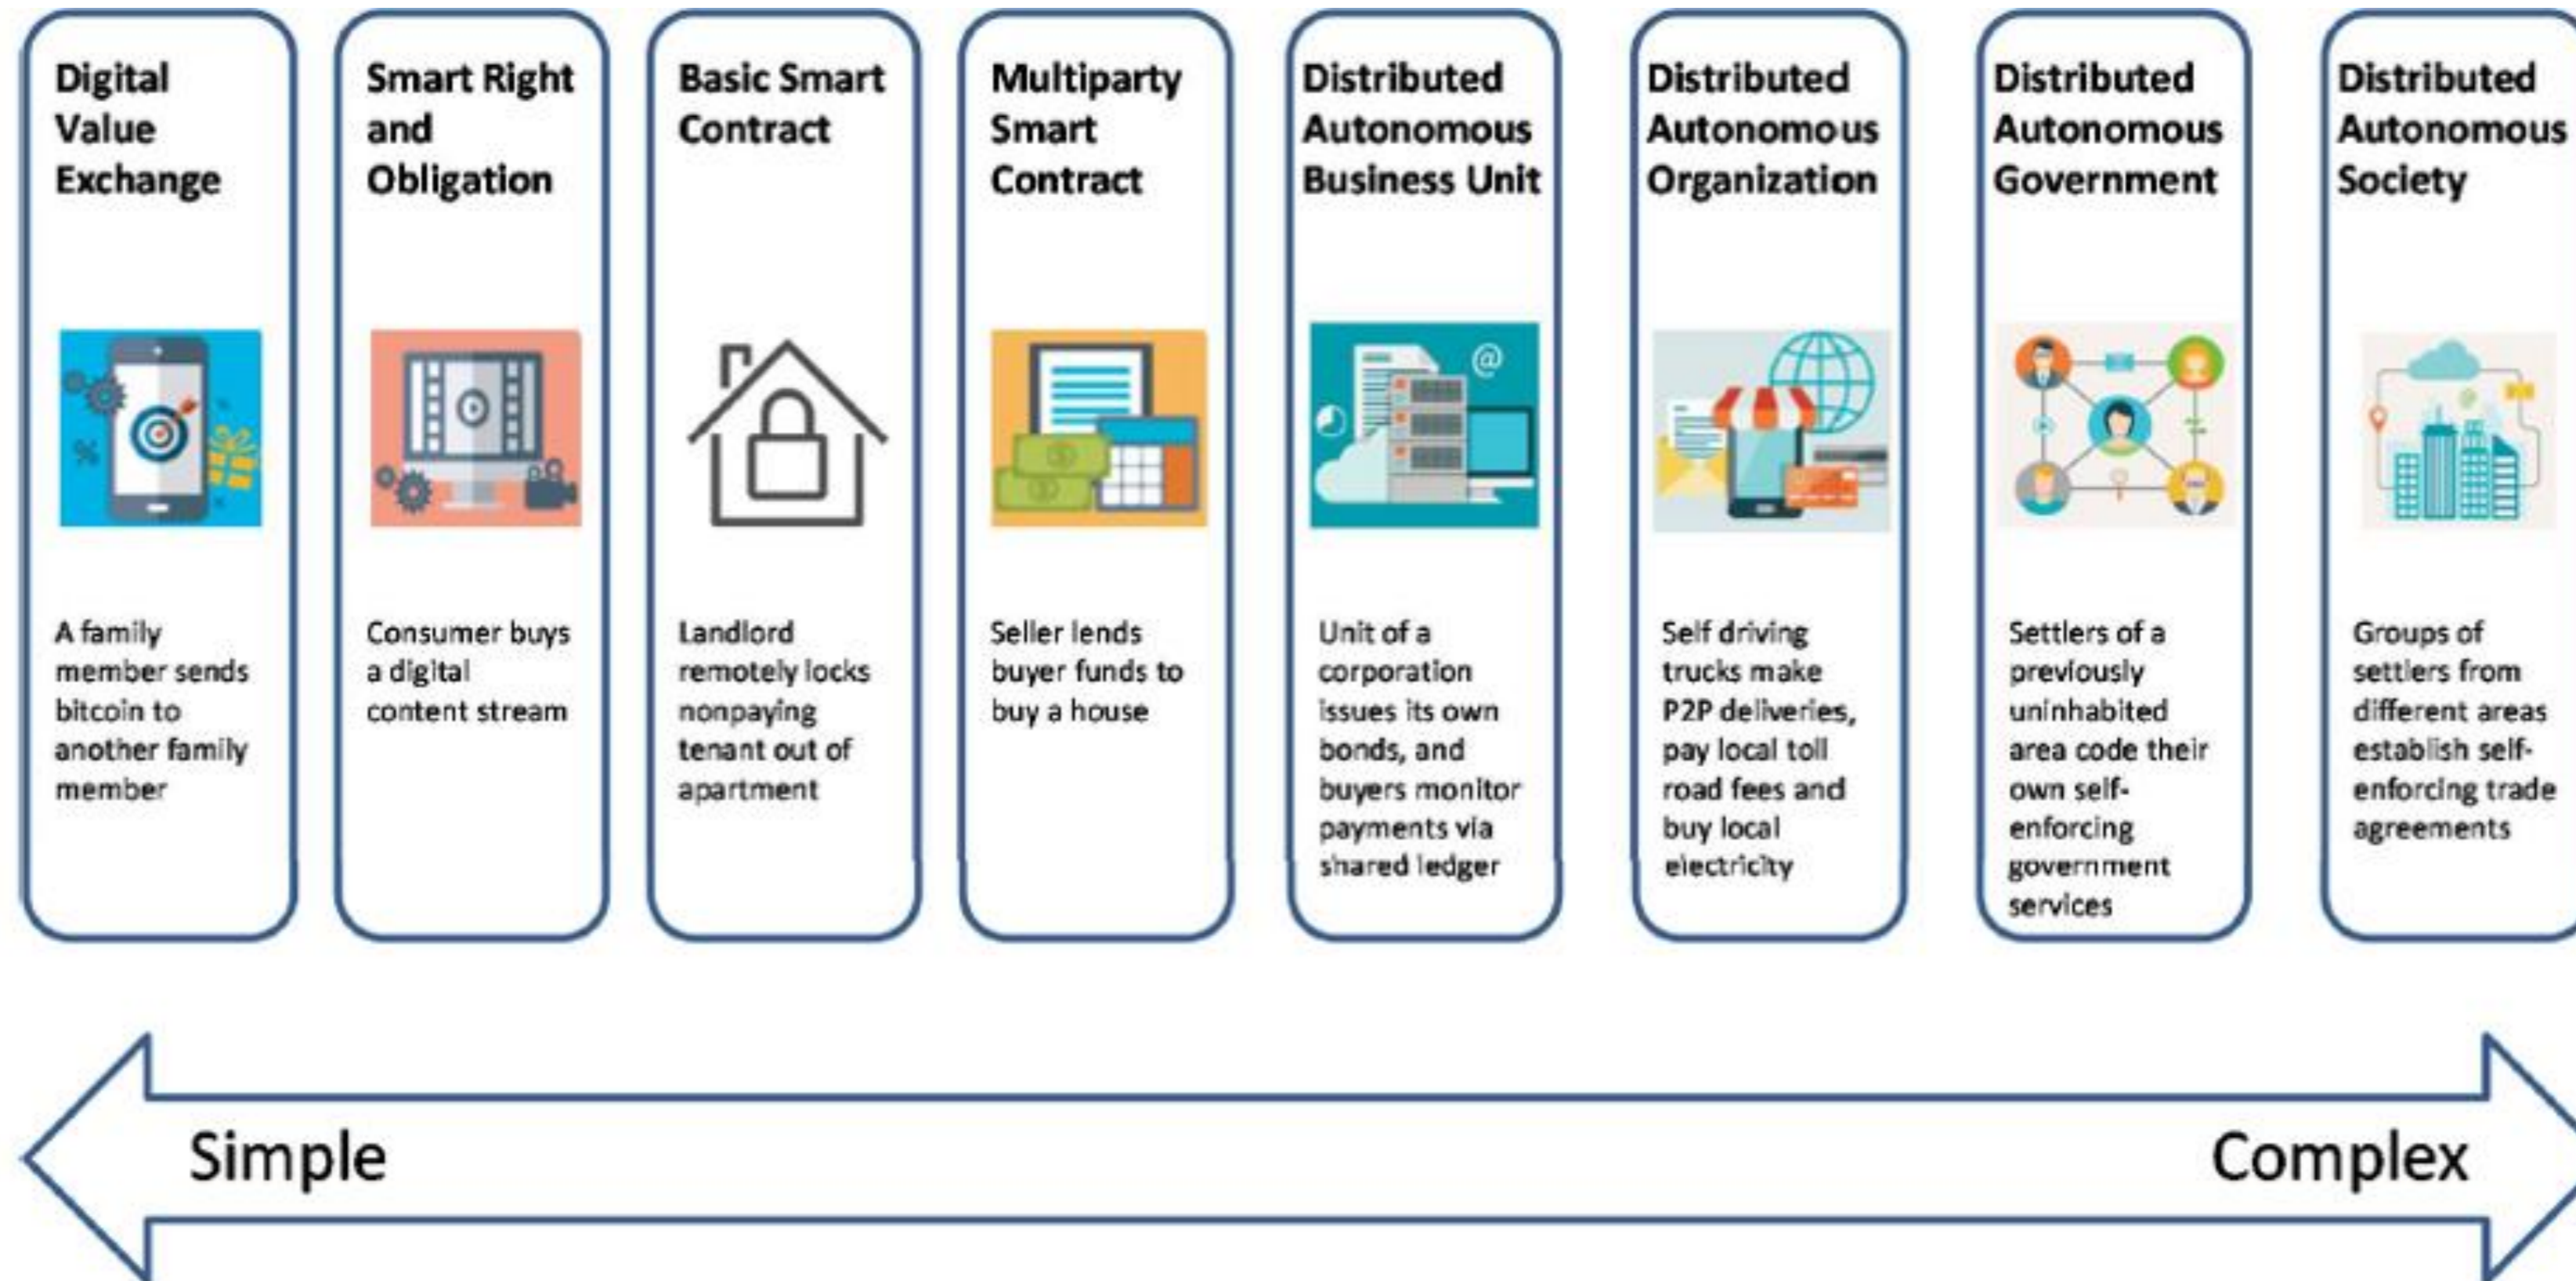 Digital
Value
Exchange
A family
member sends
bitcoin to
another family
member
Smart Right
and
Obligation
Consumer buys
a digital
content stream
Basic Smart
Contract
Landlord
remotely locks
nonpaying
tenant out of
apartment
Multiparty
Smart
Contract
Seller lends
buyer funds to
buy a house
Distributed
Autonomous
Business Unit
@
Unit of a
corporation
issues its own
bonds, and
buyers monitor
payments via
shared ledger
Distributed
Autonomous
Organization
Self driving
trucks make
P2P deliveries,
pay local toll
road fees and
buy local
electricity
Distributed
Autonomous
Government
Settlers of a
previously
uninhabited
area code their
own self-
enforcing
government
services
Distributed
Autonomous
Society
Groups of
settlers from
different areas
establish self-
enforcing trade
agreements
Simple
Complex